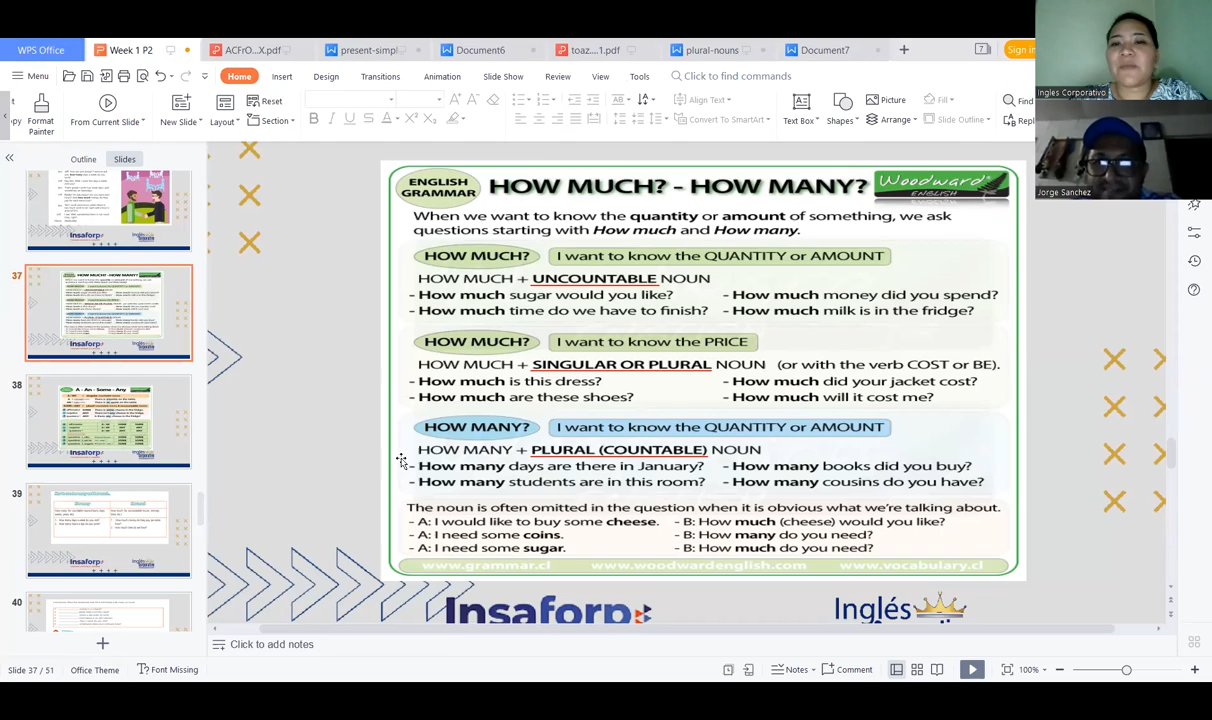 WPS Office
Week 1 P2
ACFrO...X.pdf
present-simpl
Document6
toaz....1.pdf
plural-nouns
Document7
Sign in
Menu
Home
Insert
Design
Transitions
Animation
Slide Show
Review
View
Tools
Click to find commands
Format
Painter
From Current Slide
New Slide
Layout
Reset
Section
Align Text
Convert To SmartArt
Text Box
Shapes
Picture
Arrange
Fill
Slide Outline
Find
Ingles Corporativo
Jorge Sanchez
Outline
Slides
37
38
39
40
ENGLISH
GRAMMAR
HOW MUCH? - HOW MANY?
Woodward
ENGLISH
When we want to know the quantity or amount of something, we ask
questions starting with How much and How many.
HOW MUCH? I want to know the QUANTITY or AMOUNT
HOW MUCH + UNCOUNTABLE NOUN
- How much sugar would you like? - How much money did you spend?
- How much time do we have to finish? - How much milk is in the fridge?
HOW MUCH? I want to know the PRICE
HOW MUCH + SINGULAR OR PLURAL NOUN (or with the verb COST or BE).
- How much is this dress? - How much did your jacket cost?
- How much are these shoes? - How much will it cost me?
HOW MANY? I want to know the QUANTITY or AMOUNT
HOW MANY + PLURAL (COUNTABLE) NOUN
- How many days are there in January? - How many books did you buy?
- How many students are in this room? - How many cousins do you have?
The noun is often omitted in the question when it is obvious what we're talking about.
- A: I would like to buy some cheese. - B: How much (cheese) would you like?
- A: I need some coins. - B: How many do you need?
- A: I need some sugar. - B: How much do you need?
www.grammar.cl www.woodwardenglish.com www.vocabulary.cl
Insaforp
Inglés
Click to add notes
Slide 37 / 51
Office Theme
Font Missing
Notes
Comment
100%